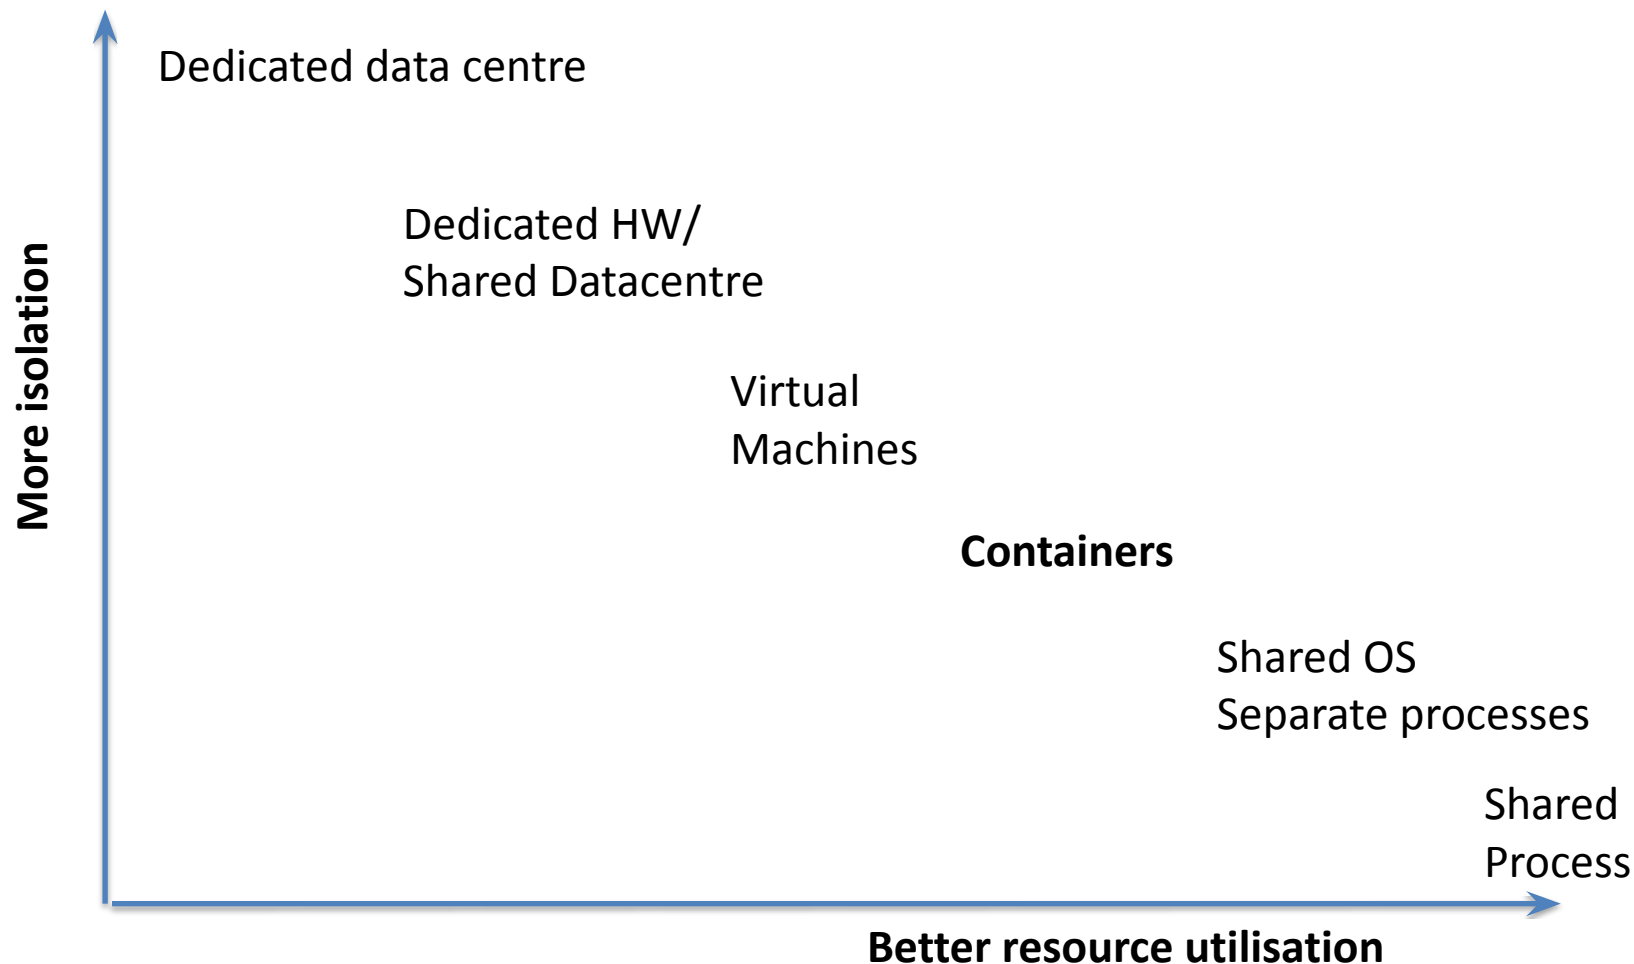 Dedicated data centre
Dedicated HW/
Shared Datacentre
More isolation
Virtual
Machines
Containers
Shared OS
Separate processes
Shared
Process
Better resource utilisation